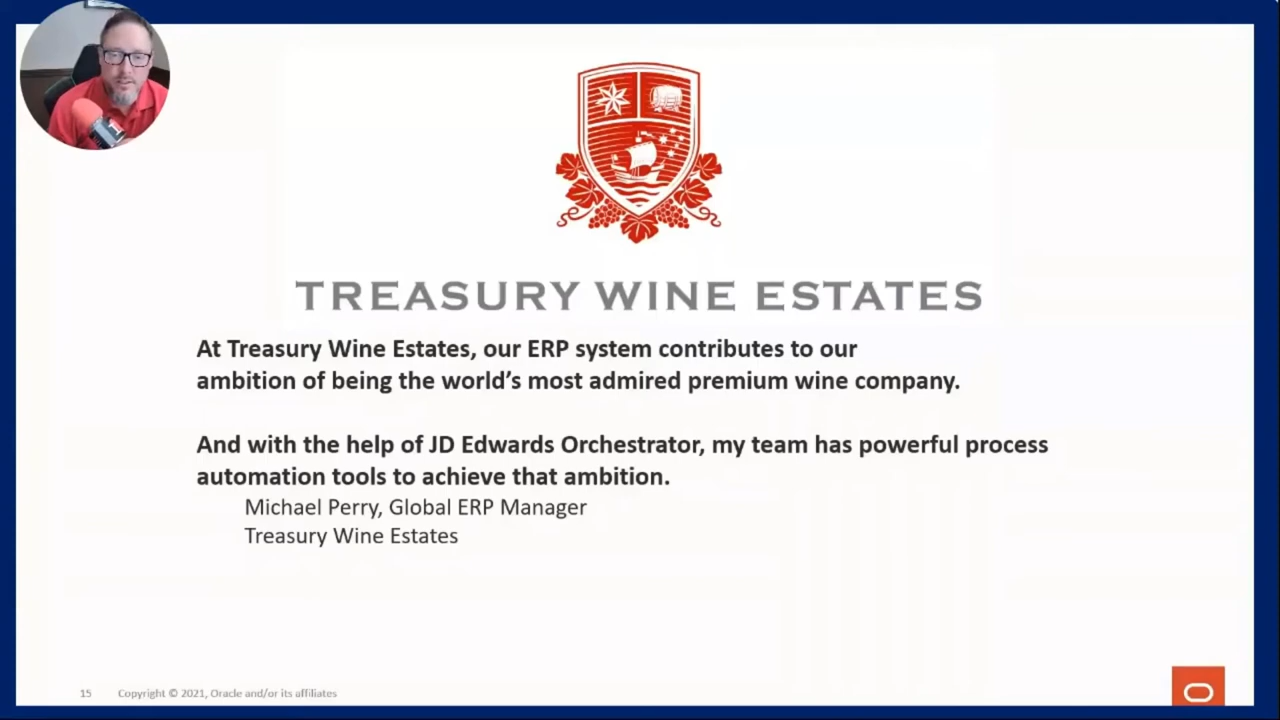 TREASURY WINE ESTATES
At Treasury Wine Estates, our ERP system contributes to our
ambition of being the world's most admired premium wine company.
And with the help of JD Edwards Orchestrator, my team has powerful process
automation tools to achieve that ambition.
Michael Perry, Global ERP Manager
Treasury Wine Estates
15 Copyright © 2021, Oracle and/or its affiliates